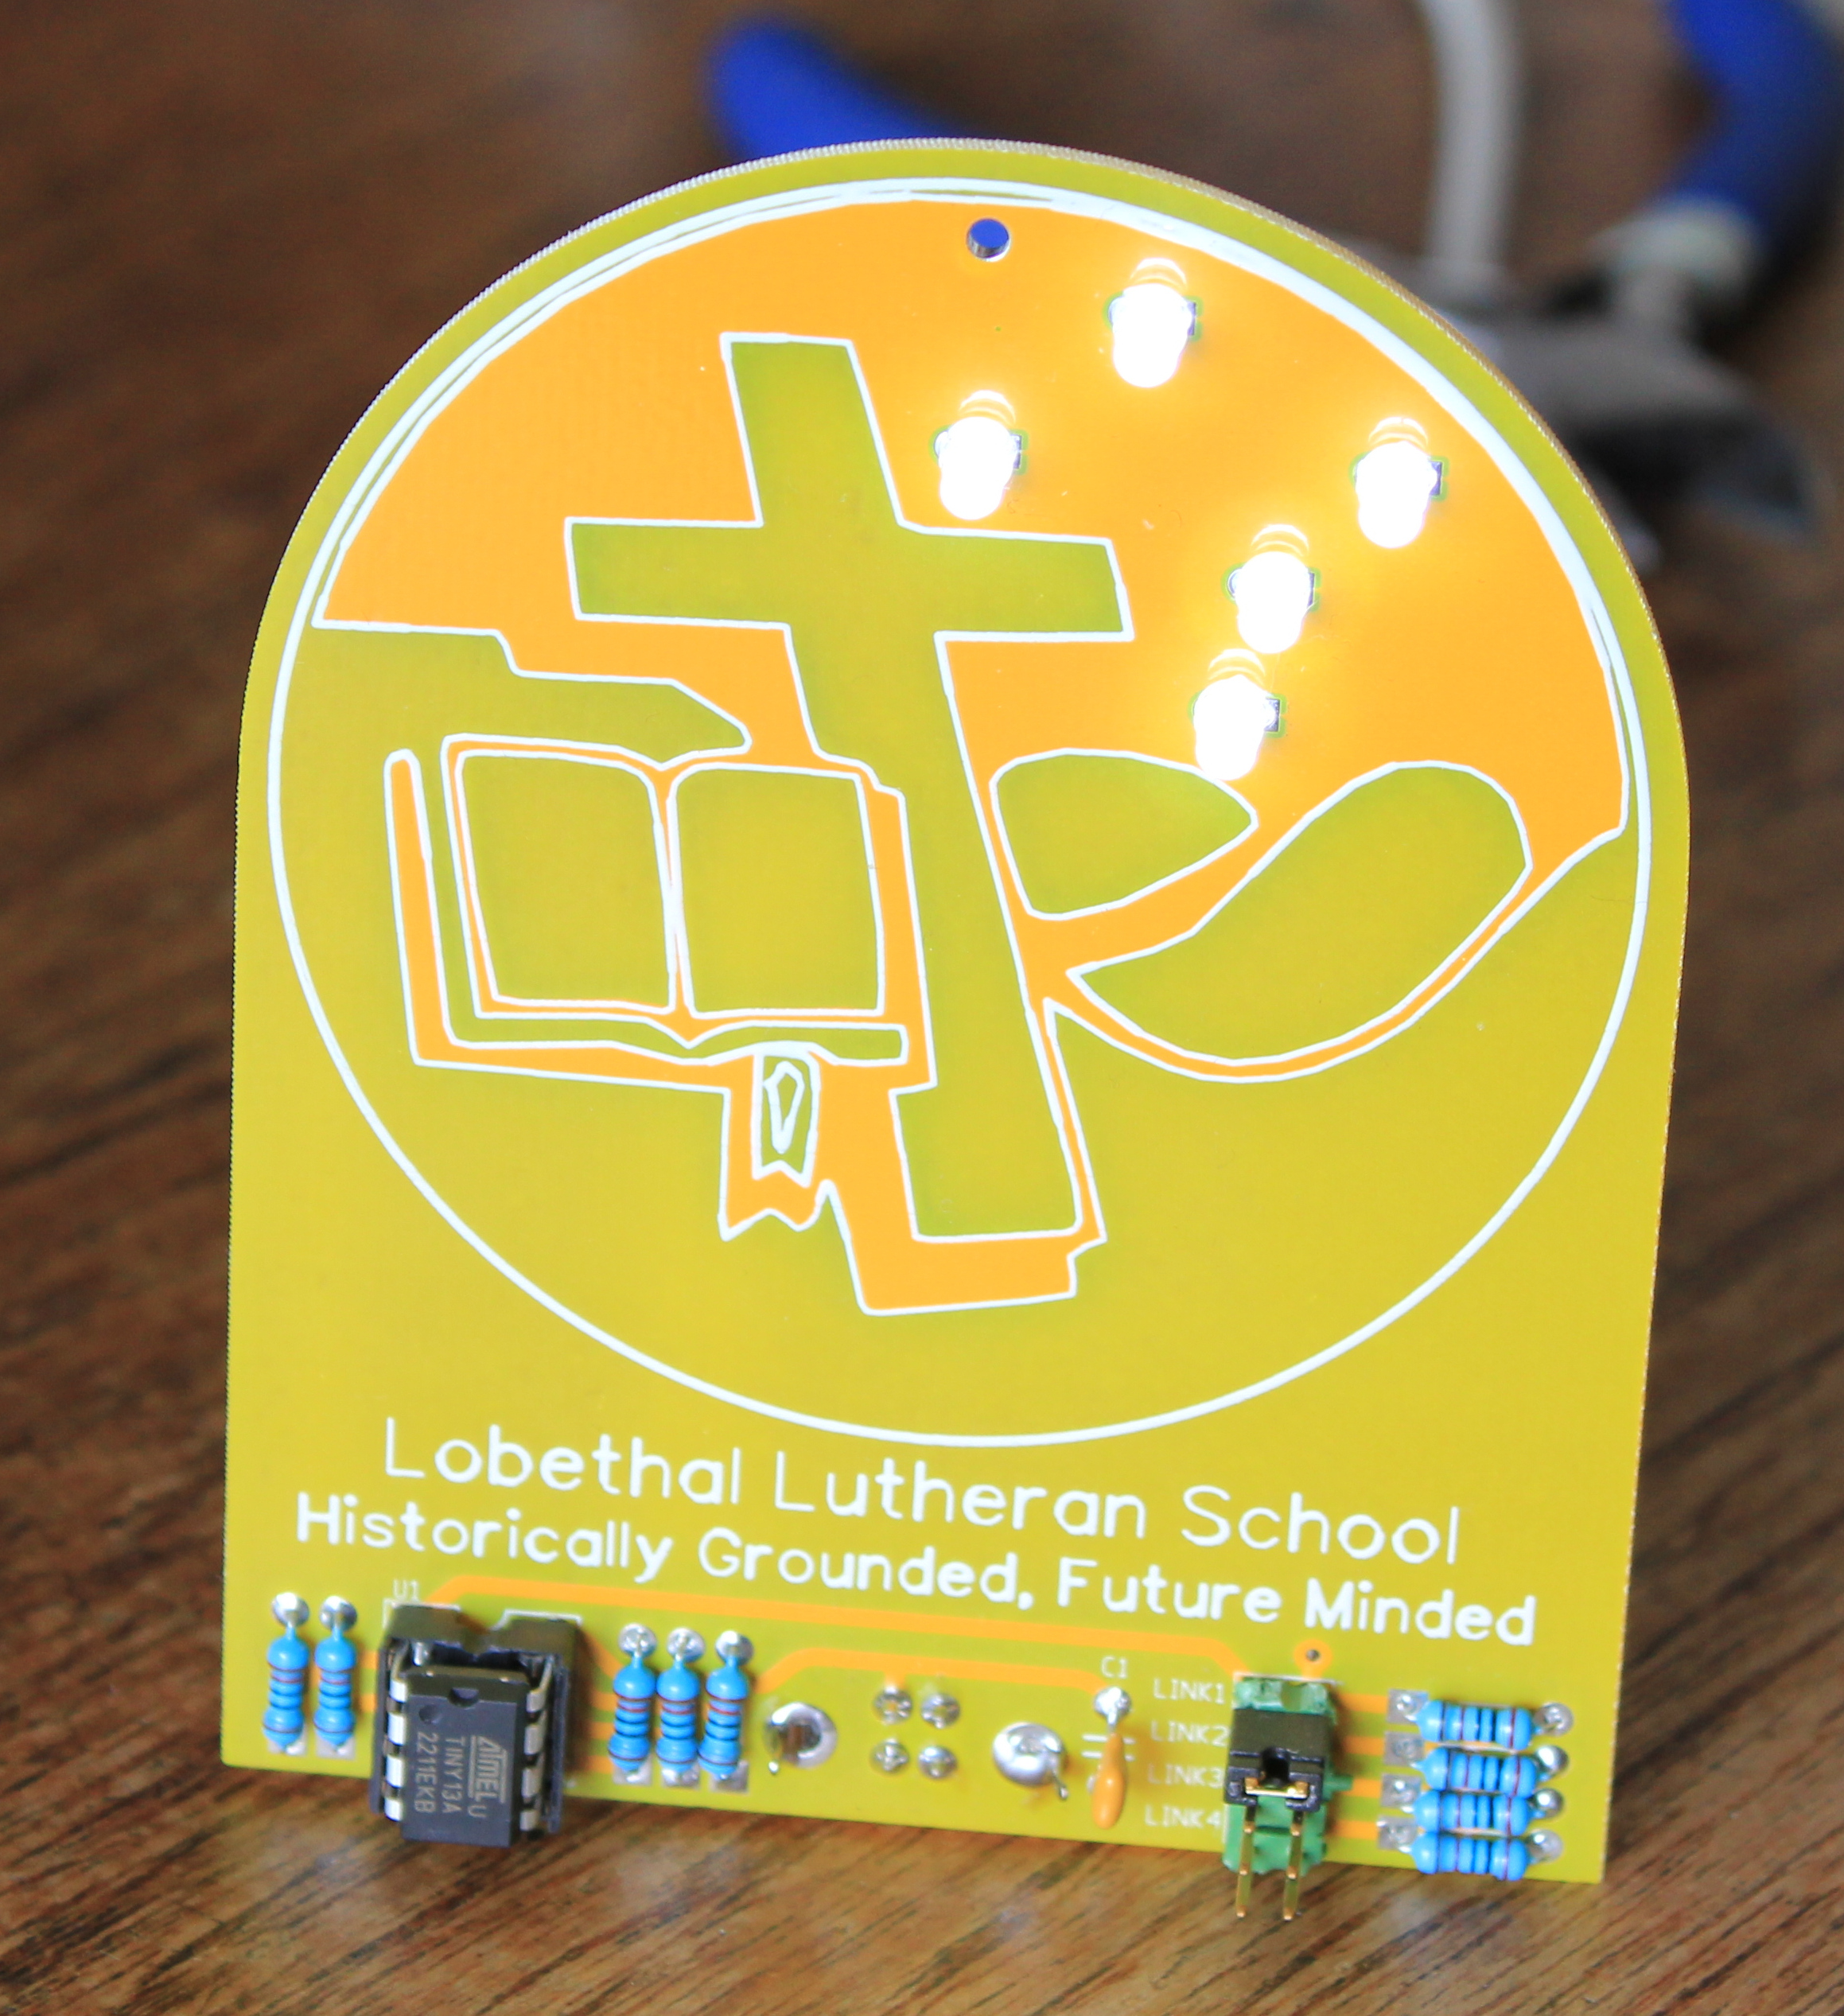 Lobethal Lutheran School
Historically Grounded, Future Minded
U1
ATMEL U
TINY13A
2211EKB
C1
LINK1
LINK2
LINK3
LINK4